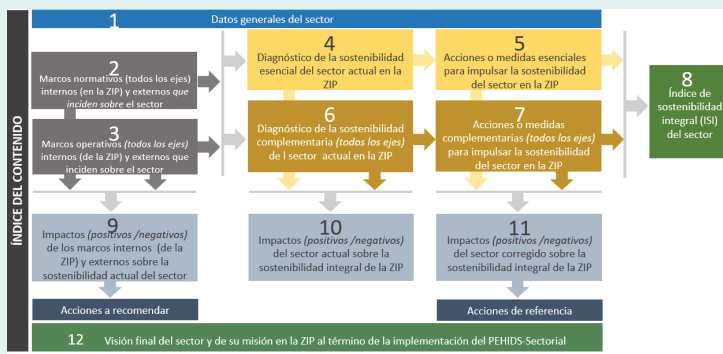 ÍNDICE DEL CONTENIDO
1
Datos generales del sector
2
Marcos normativos (todos los ejes)
internos (en la ZIP) y externos que
inciden sobre el sector
3
Marcos operativos (todos los ejes)
internos (de la ZIP) y externos que
inciden sobre el sector
4
Diagnóstico de la sostenibilidad
esencial del sector actual en la
ZIP
5
Acciones o medidas esenciales
para impulsar la sostenibilidad
del sector en la ZIP
6
Diagnóstico de la sostenibilidad
complementaria (todos los ejes)
de l sector actual en la ZIP
7
Acciones o medidas
complementarias (todos los ejes)
para impulsar la sostenibilidad
del sector en la ZIP
8
Índice de
sostenibilidad
integral (ISI)
del sector
9
Impactos (positivos /negativos)
de los marcos internos (de la
ZIP) y externos sobre la
sostenibilidad actual del sector
10
Impactos (positivos /negativos)
del sector actual sobre la
sostenibilidad integral de la ZIP
11
Impactos (positivos /negativos)
del sector corregido sobre la
sostenibilidad integral de la ZIP
Acciones a recomendar
Acciones de referencia
12 Visión final del sector y de su misión en la ZIP al término de la implementación del PEHIDS-Sectorial